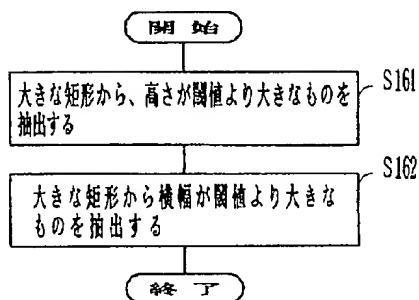 開始
大きな矩形から、高さが閾値より大きなものを
抽出する
S161
大きな矩形から横幅が閾値より大きな
ものを抽出する
S162
終了